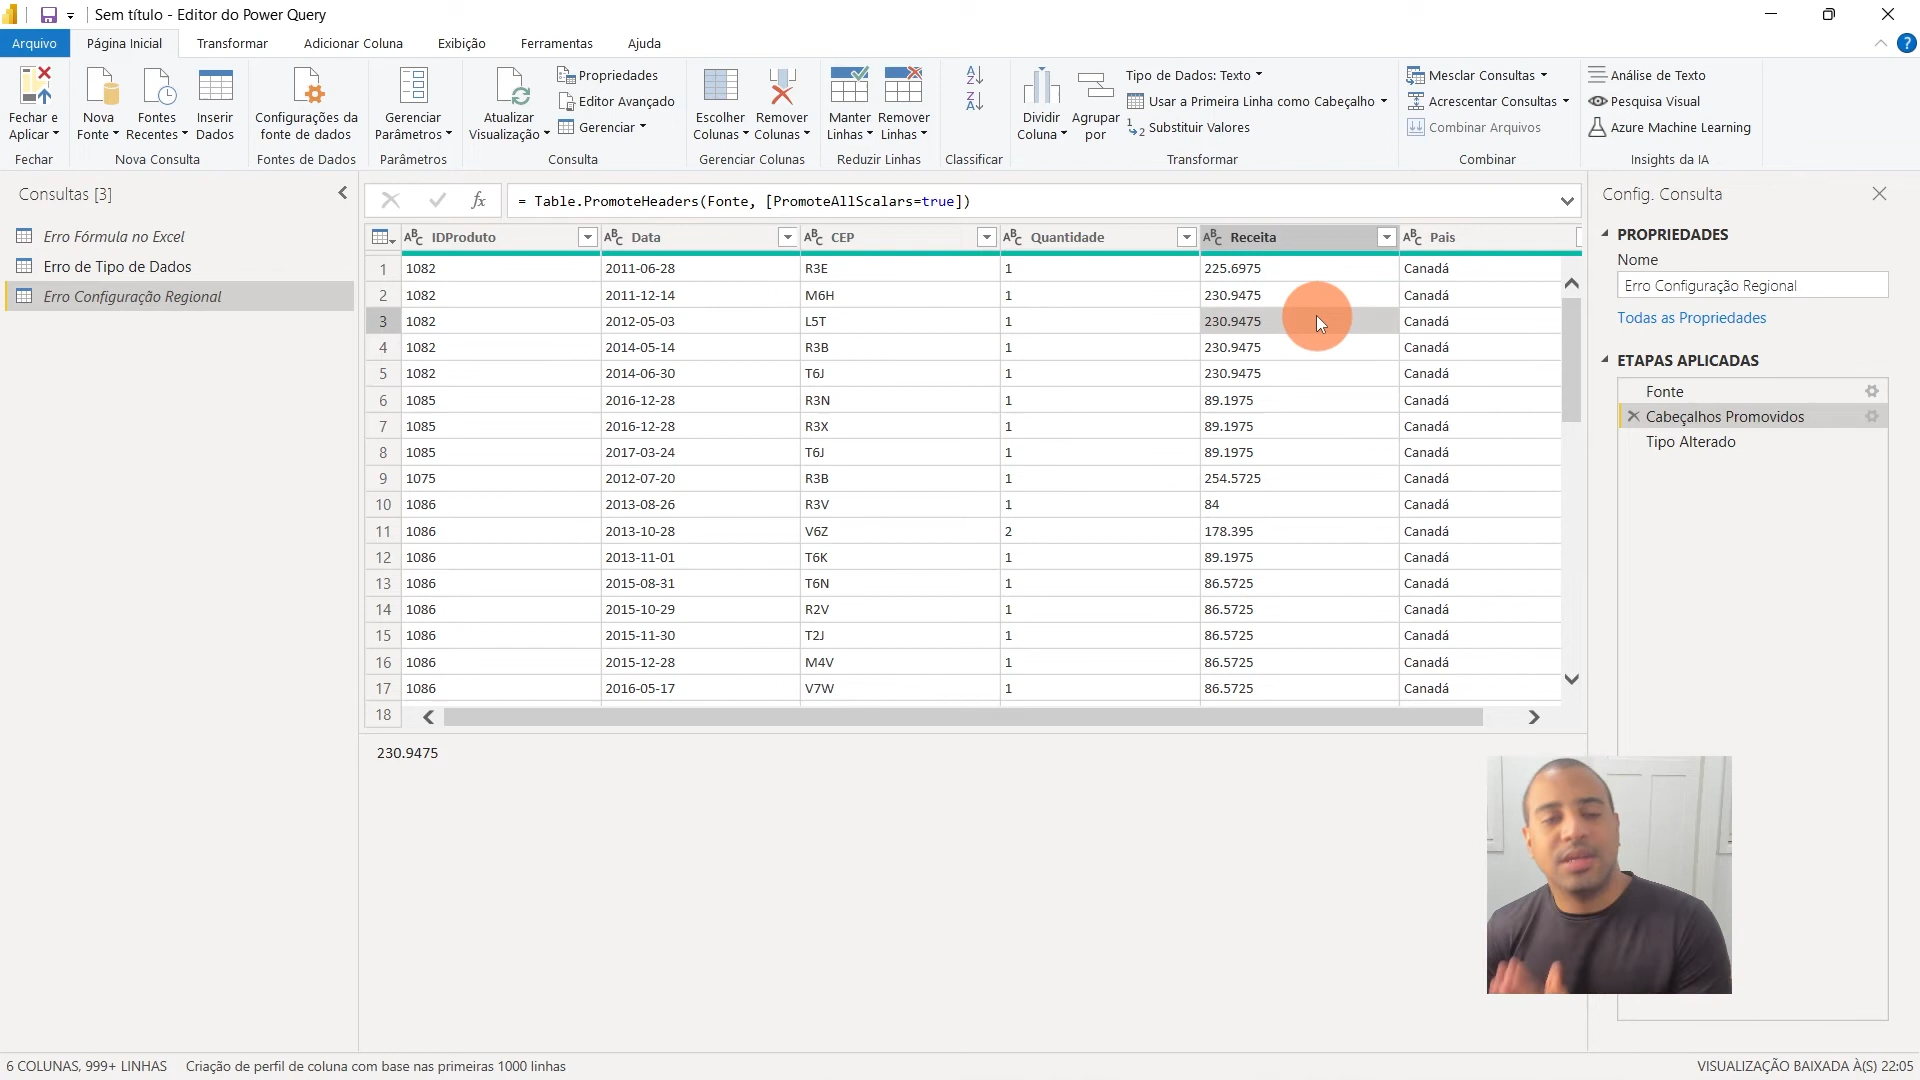 Sem título - Editor do Power Query
Arquivo Página Inicial Transformar Adicionar Coluna Exibição Ferramentas Ajuda
Fechar e Aplicar
Fechar
Nova Fonte
Fontes Recentes
Inserir Dados
Nova Consulta
Configurações da fonte de dados
Fontes de Dados
Gerenciar Parâmetros
Parâmetros
Atualizar Visualização
Propriedades
Editor Avançado
Gerenciar
Consulta
Escolher Colunas
Remover Colunas
Gerenciar Colunas
Manter Linhas
Remover Linhas
Reduzir Linhas
Classificar
Dividir Coluna
Agrupar por
Tipo de Dados: Texto
Usar a Primeira Linha como Cabeçalho
Substituir Valores
Transformar
Mesclar Consultas
Acrescentar Consultas
Combinar Arquivos
Combinar
Análise de Texto
Pesquisa Visual
Azure Machine Learning
Insights da IA
Consultas [3]
Erro Fórmula no Excel
Erro de Tipo de Dados
Erro Configuração Regional
fx = Table.PromoteHeaders(Fonte, [PromoteAllScalars=true])
IDProduto Data CEP Quantidade Receita Pais
1 1082 2011-06-28 R3E 1 225.6975 Canadá
2 1082 2011-12-14 M6H 1 230.9475 Canadá
3 1082 2012-05-03 L5T 1 230.9475 Canadá
4 1082 2014-05-14 R3B 1 230.9475 Canadá
5 1082 2014-06-30 T6J 1 230.9475 Canadá
6 1085 2016-12-28 R3N 1 89.1975 Canadá
7 1085 2016-12-28 R3X 1 89.1975 Canadá
8 1085 2017-03-24 T6J 1 89.1975 Canadá
9 1075 2012-07-20 R3B 1 254.5725 Canadá
10 1086 2013-08-26 R3V 1 84 Canadá
11 1086 2013-10-28 V6Z 2 178.395 Canadá
12 1086 2013-11-01 T6K 1 89.1975 Canadá
13 1086 2015-08-31 T6N 1 86.5725 Canadá
14 1086 2015-10-29 R2V 1 86.5725 Canadá
15 1086 2015-11-30 T2J 1 86.5725 Canadá
16 1086 2015-12-28 M4V 1 86.5725 Canadá
17 1086 2016-05-17 V7W 1 86.5725 Canadá
18
230.9475
Config. Consulta
PROPRIEDADES
Nome
Erro Configuração Regional
Todas as Propriedades
ETAPAS APLICADAS
Fonte
Cabeçalhos Promovidos
Tipo Alterado
6 COLUNAS, 999+ LINHAS Criação de perfil de coluna com base nas primeiras 1000 linhas
VISUALIZAÇÃO BAIXADA À(S) 22:05